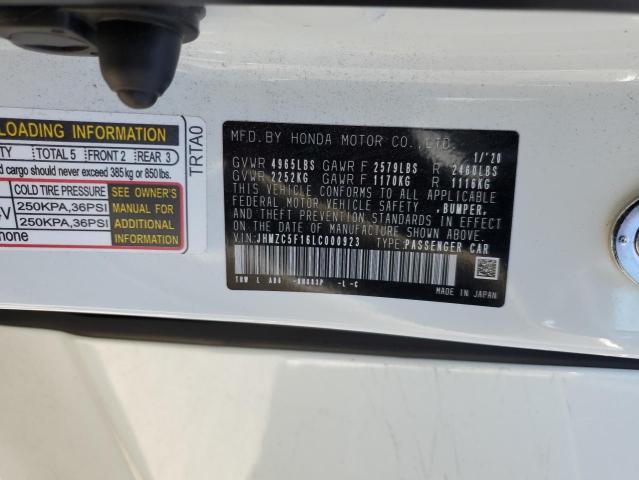 LOADING INFORMATION
TY TOTAL 5 FRONT 2 REAR 3
d cargo should never exceed 385 kg or 850 lbs.
COLD TIRE PRESSURE
250KPA,36PSI
250KPA,36PSI
SEE OWNER'S
MANUAL FOR
ADDITIONAL
INFORMATION
TRTA0
MFD.BY HONDA MOTOR CO.,LTD. 1/'20
GVWR 4965LBS GAWR F 2579LBS R 2460LBS
GVWR 2252KG GAWR F 1170KG R 1116KG
THIS VEHICLE CONFORMS TO ALL APPLICABLE
FEDERAL MOTOR VEHICLE SAFETY ,BUMPER,
AND THEFT PREVENTION STANDARDS IN EFFECT
ON THE DATE OF MANUFACTURE SHOWN ABOVE.
V.I.N:JHMZC5F16LC000923 TYPE:PASSENGER CAR
-L -C
MADE IN JAPAN